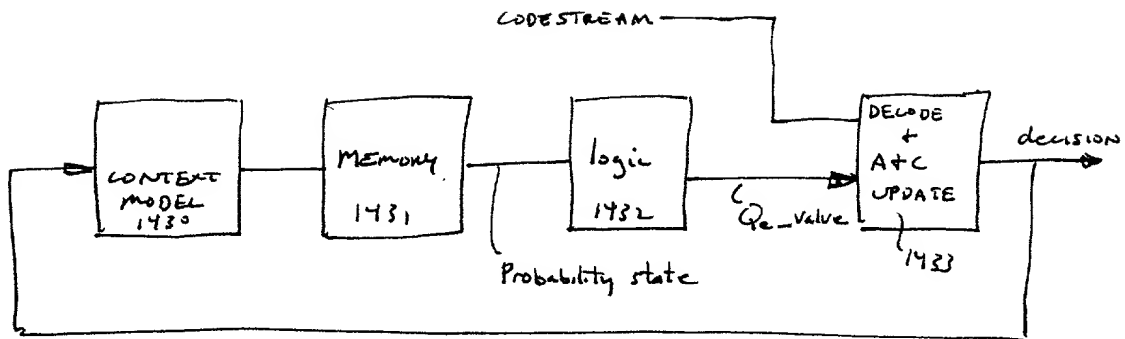 CODESTREAM
CONTEXT
MODEL
1430
MEMORY
1431
logic
1432
DECODE
+
A+C
UPDATE
decision
Qe_value
1433
Probability state